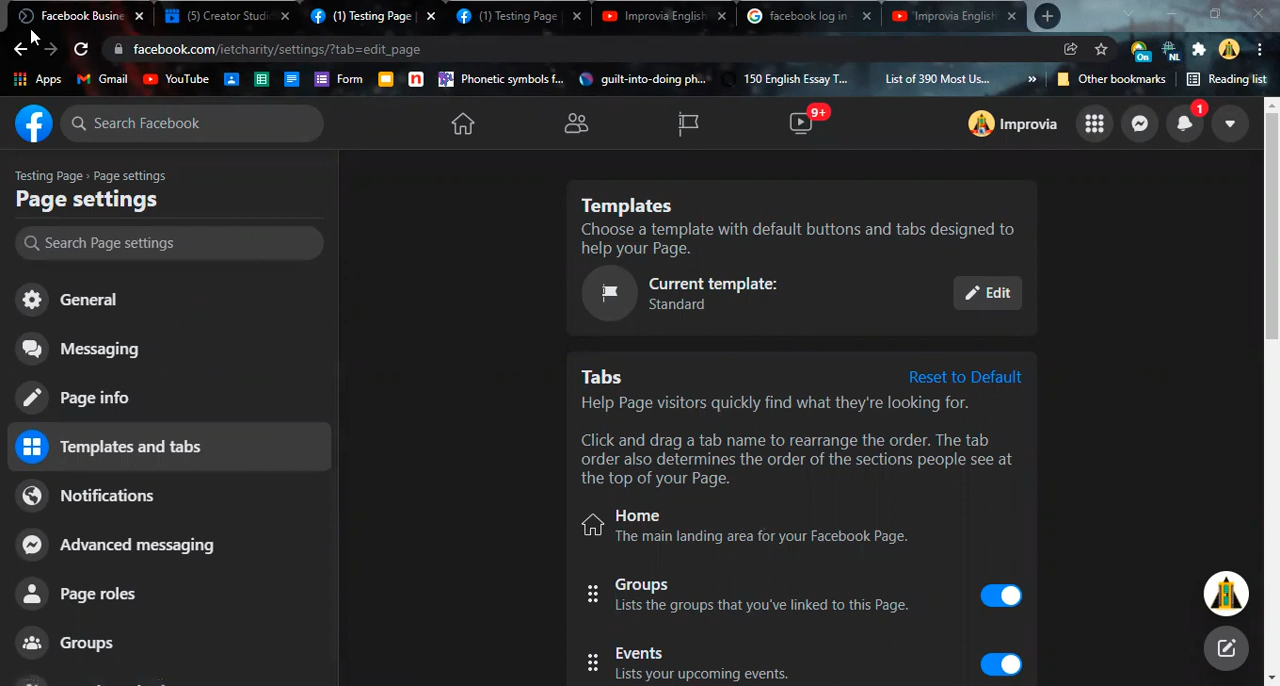 Facebook Busine
(5) Creator Studi
(1) Testing Page
(1) Testing Page
Improvia English
facebook log in -
'Improvia English
facebook.com/ietcharity/settings/?tab=edit_page
On
NL
Apps
Gmail
YouTube
Form
Phonetic symbols f...
guilt-into-doing ph...
150 English Essay T...
List of 390 Most Us...
»
Other bookmarks
Reading list
Search Facebook
9+
Improvia
1
Testing Page › Page settings
Page settings
Search Page settings
General
Messaging
Page info
Templates and tabs
Notifications
Advanced messaging
Page roles
Groups
Templates
Choose a template with default buttons and tabs designed to
help your Page.
Current template:
Standard
Edit
Tabs
Reset to Default
Help Page visitors quickly find what they're looking for.
Click and drag a tab name to rearrange the order. The tab
order also determines the order of the sections people see at
the top of your Page.
Home
The main landing area for your Facebook Page.
Groups
Lists the groups that you've linked to this Page.
Events
Lists your upcoming events.